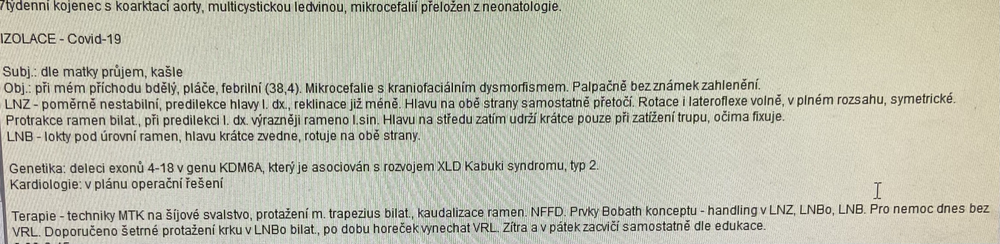 7týdenní kojenec s koarktací aorty, multicystickou ledvinou, mikrocefalií přeložen z neonatologie.
IZOLACE - Covid-19
Subj.: dle matky průjem, kašle
Obj.: při mém příchodu bdělý, pláče, febrilní (38,4). Mikrocefalie s kraniofaciálním dysmorfismem. Palpačně bez známek zahlenění.
LNZ - poměrně nestabilní, predilekce hlavy l. dx., reklinace již méně. Hlavu na obě strany samostatně přetočí. Rotace i lateroflexe volně, v plném rozsahu, symetrické.
Protrakce ramen bilat., při predilekci l. dx. výrazněji rameno l.sin. Hlavu na středu zatím udrží krátce pouze při zatížení trupu, očima fixuje.
LNB - lokty pod úrovní ramen, hlavu krátce zvedne, rotuje na obě strany.
Genetika: deleci exonů 4-18 v genu KDM6A, který je asociován s rozvojem XLD Kabuki syndromu, typ 2.
Kardiologie: v plánu operační řešení
Terapie - techniky MTK na šíjové svalstvo, protažení m. trapezius bilat., kaudalizace ramen. NFFD. Prvky Bobath konceptu - handling v LNZ, LNBo, LNB. Pro nemoc dnes bez
VRL. Doporučeno šetrné protažení krku v LNBo bilat., po dobu horeček vynechat VRL. Zítra a v pátek zacvičí samostatně dle edukace.